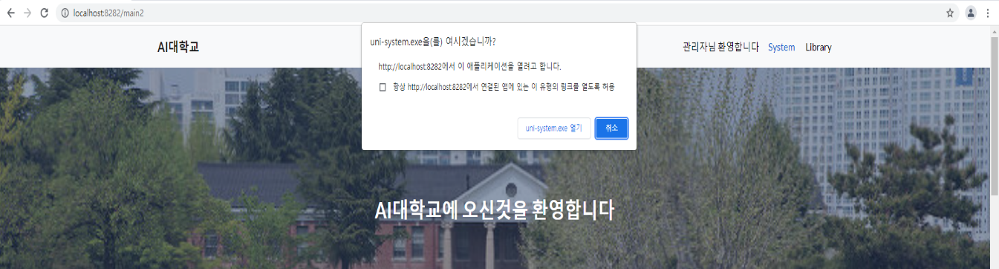 localhost:8282/main2
AI대학교
관리자님 환영합니다 System Library
uni-system.exe을(를) 여시겠습니까?
http://localhost:8282에서 이 애플리케이션을 열려고 합니다.
항상 http://localhost:8282에서 연결된 앱에 있는 이 유형의 링크를 열도록 허용
uni-system.exe 열기 취소
AI대학교에 오신것을 환영합니다